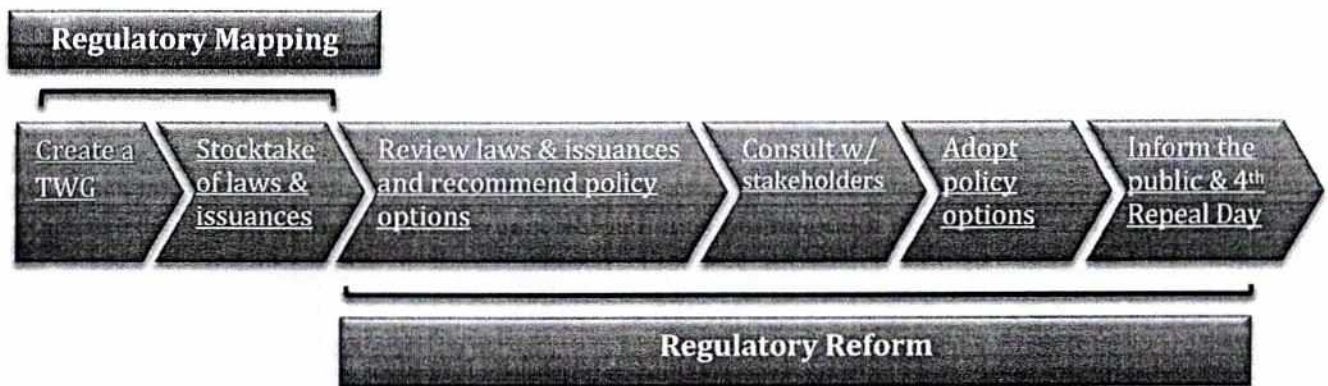 Regulatory Mapping
Create a
TWG
Stocktake
of laws &
issuances
Review laws & issuances
and recommend policy
options
Consult w/
stakeholders
Adopt
policy
options
Inform the
public & 4th
Repeal Day
Regulatory Reform